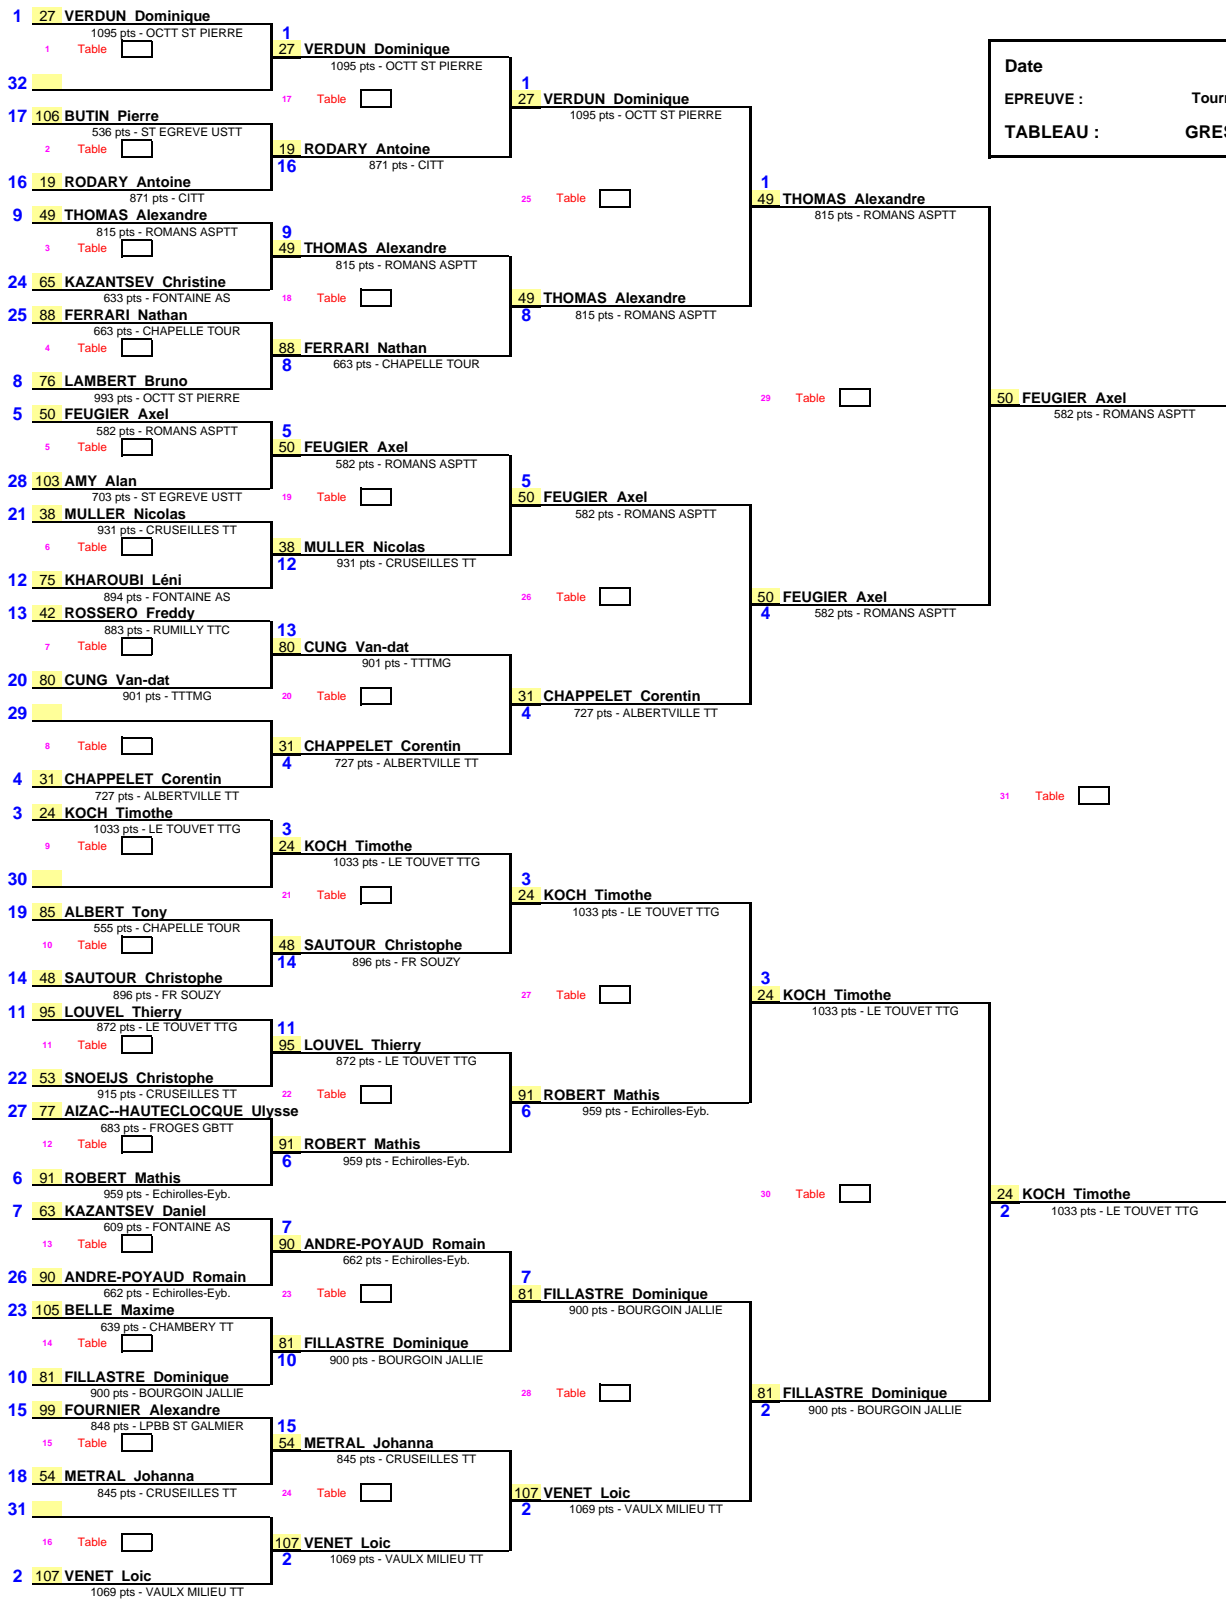 1 27 VERDUN Dominique
1095 pts - OCTT ST PIERRE
1 Table
32
17 106 BUTIN Pierre
536 pts - ST EGREVE USTT
2 Table
16 19 RODARY Antoine
871 pts - CITT
9 49 THOMAS Alexandre
815 pts - ROMANS ASPTT
3 Table
24 65 KAZANTSEV Christine
633 pts - FONTAINE AS
25 88 FERRARI Nathan
663 pts - CHAPELLE TOUR
4 Table
8 76 LAMBERT Bruno
993 pts - OCTT ST PIERRE
5 50 FEUGIER Axel
582 pts - ROMANS ASPTT
5 Table
28 103 AMY Alan
703 pts - ST EGREVE USTT
21 38 MULLER Nicolas
931 pts - CRUSEILLES TT
6 Table
12 75 KHAROUBI Léni
894 pts - FONTAINE AS
13 42 ROSSERO Freddy
883 pts - RUMILLY TTC
7 Table
20 80 CUNG Van-dat
901 pts - TTTMG
29
8 Table
4 31 CHAPPELET Corentin
727 pts - ALBERTVILLE TT
3 24 KOCH Timothe
1033 pts - LE TOUVET TTG
9 Table
30
19 85 ALBERT Tony
555 pts - CHAPELLE TOUR
10 Table
14 48 SAUTOUR Christophe
896 pts - FR SOUZY
11 95 LOUVEL Thierry
872 pts - LE TOUVET TTG
11 Table
22 53 SNOEIJS Christophe
915 pts - CRUSEILLES TT
27 77 AIZAC--HAUTECLOCQUE Ulysse
683 pts - FROGES GBTT
12 Table
6 91 ROBERT Mathis
959 pts - Echirolles-Eyb.
7 63 KAZANTSEV Daniel
609 pts - FONTAINE AS
13 Table
26 90 ANDRE-POYAUD Romain
662 pts - Echirolles-Eyb.
23 105 BELLE Maxime
639 pts - CHAMBERY TT
14 Table
10 81 FILLASTRE Dominique
900 pts - BOURGOIN JALLIE
15 99 FOURNIER Alexandre
848 pts - LPBB ST GALMIER
15 Table
18 54 METRAL Johanna
845 pts - CRUSEILLES TT
31
16 Table
2 107 VENET Loic
1069 pts - VAULX MILIEU TT
1
27 VERDUN Dominique
1095 pts - OCTT ST PIERRE
17 Table
19 RODARY Antoine
16 871 pts - CITT
9
49 THOMAS Alexandre
815 pts - ROMANS ASPTT
18 Table
88 FERRARI Nathan
8 663 pts - CHAPELLE TOUR
5
50 FEUGIER Axel
582 pts - ROMANS ASPTT
19 Table
38 MULLER Nicolas
12 931 pts - CRUSEILLES TT
13
80 CUNG Van-dat
901 pts - TTTMG
20 Table
31 CHAPPELET Corentin
4 727 pts - ALBERTVILLE TT
3
24 KOCH Timothe
1033 pts - LE TOUVET TTG
21 Table
48 SAUTOUR Christophe
14 896 pts - FR SOUZY
11
95 LOUVEL Thierry
872 pts - LE TOUVET TTG
22 Table
91 ROBERT Mathis
6 959 pts - Echirolles-Eyb.
7
90 ANDRE-POYAUD Romain
662 pts - Echirolles-Eyb.
23 Table
81 FILLASTRE Dominique
10 900 pts - BOURGOIN JALLIE
15
54 METRAL Johanna
845 pts - CRUSEILLES TT
24 Table
107 VENET Loic
2 1069 pts - VAULX MILIEU TT
1
27 VERDUN Dominique
1095 pts - OCTT ST PIERRE
25 Table
49 THOMAS Alexandre
8 815 pts - ROMANS ASPTT
5
50 FEUGIER Axel
582 pts - ROMANS ASPTT
26 Table
31 CHAPPELET Corentin
4 727 pts - ALBERTVILLE TT
3
24 KOCH Timothe
1033 pts - LE TOUVET TTG
27 Table
91 ROBERT Mathis
6 959 pts - Echirolles-Eyb.
7
81 FILLASTRE Dominique
900 pts - BOURGOIN JALLIE
28 Table
107 VENET Loic
2 1069 pts - VAULX MILIEU TT
1
49 THOMAS Alexandre
815 pts - ROMANS ASPTT
29 Table
50 FEUGIER Axel
4 582 pts - ROMANS ASPTT
3
24 KOCH Timothe
1033 pts - LE TOUVET TTG
30 Table
81 FILLASTRE Dominique
2 900 pts - BOURGOIN JALLIE
Date
EPREUVE :
TABLEAU :
50 FEUGIER Axel
582 pts - ROMANS ASPTT
31 Table
24 KOCH Timothe
2 1033 pts - LE TOUVET TTG